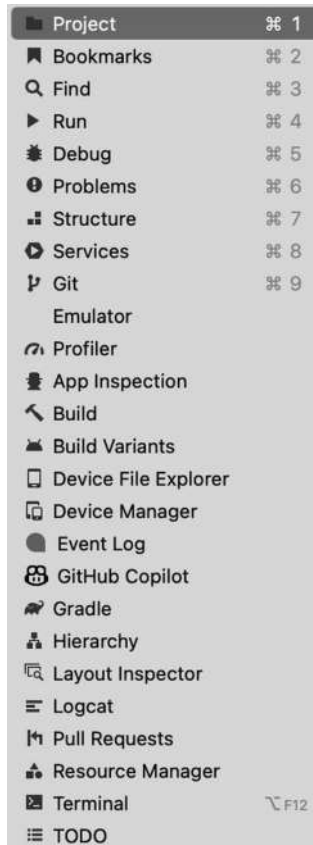 Project ⌘ 1
Bookmarks ⌘ 2
Find ⌘ 3
Run ⌘ 4
Debug ⌘ 5
Problems ⌘ 6
Structure ⌘ 7
Services ⌘ 8
Git ⌘ 9
Emulator
Profiler
App Inspection
Build
Build Variants
Device File Explorer
Device Manager
Event Log
GitHub Copilot
Gradle
Hierarchy
Layout Inspector
Logcat
Pull Requests
Resource Manager
Terminal ⌥ F12
TODO